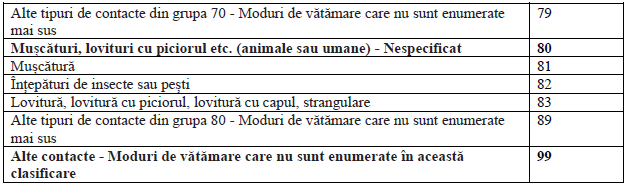 Alte tipuri de contacte din grupa 70 - Moduri de vătămare care nu sunt enumerate 79
mai sus
Mușcături, lovituri cu piciorul etc. (animale sau umane) - Nespecificat 80
Mușcătură 81
Înțepături de insecte sau pești 82
Lovitură, lovitură cu piciorul, lovitură cu capul, strangulare 83
Alte tipuri de contacte din grupa 80 - Moduri de vătămare care nu sunt enumerate 89
mai sus
Alte contacte - Moduri de vătămare care nu sunt enumerate în această 99
clasificare